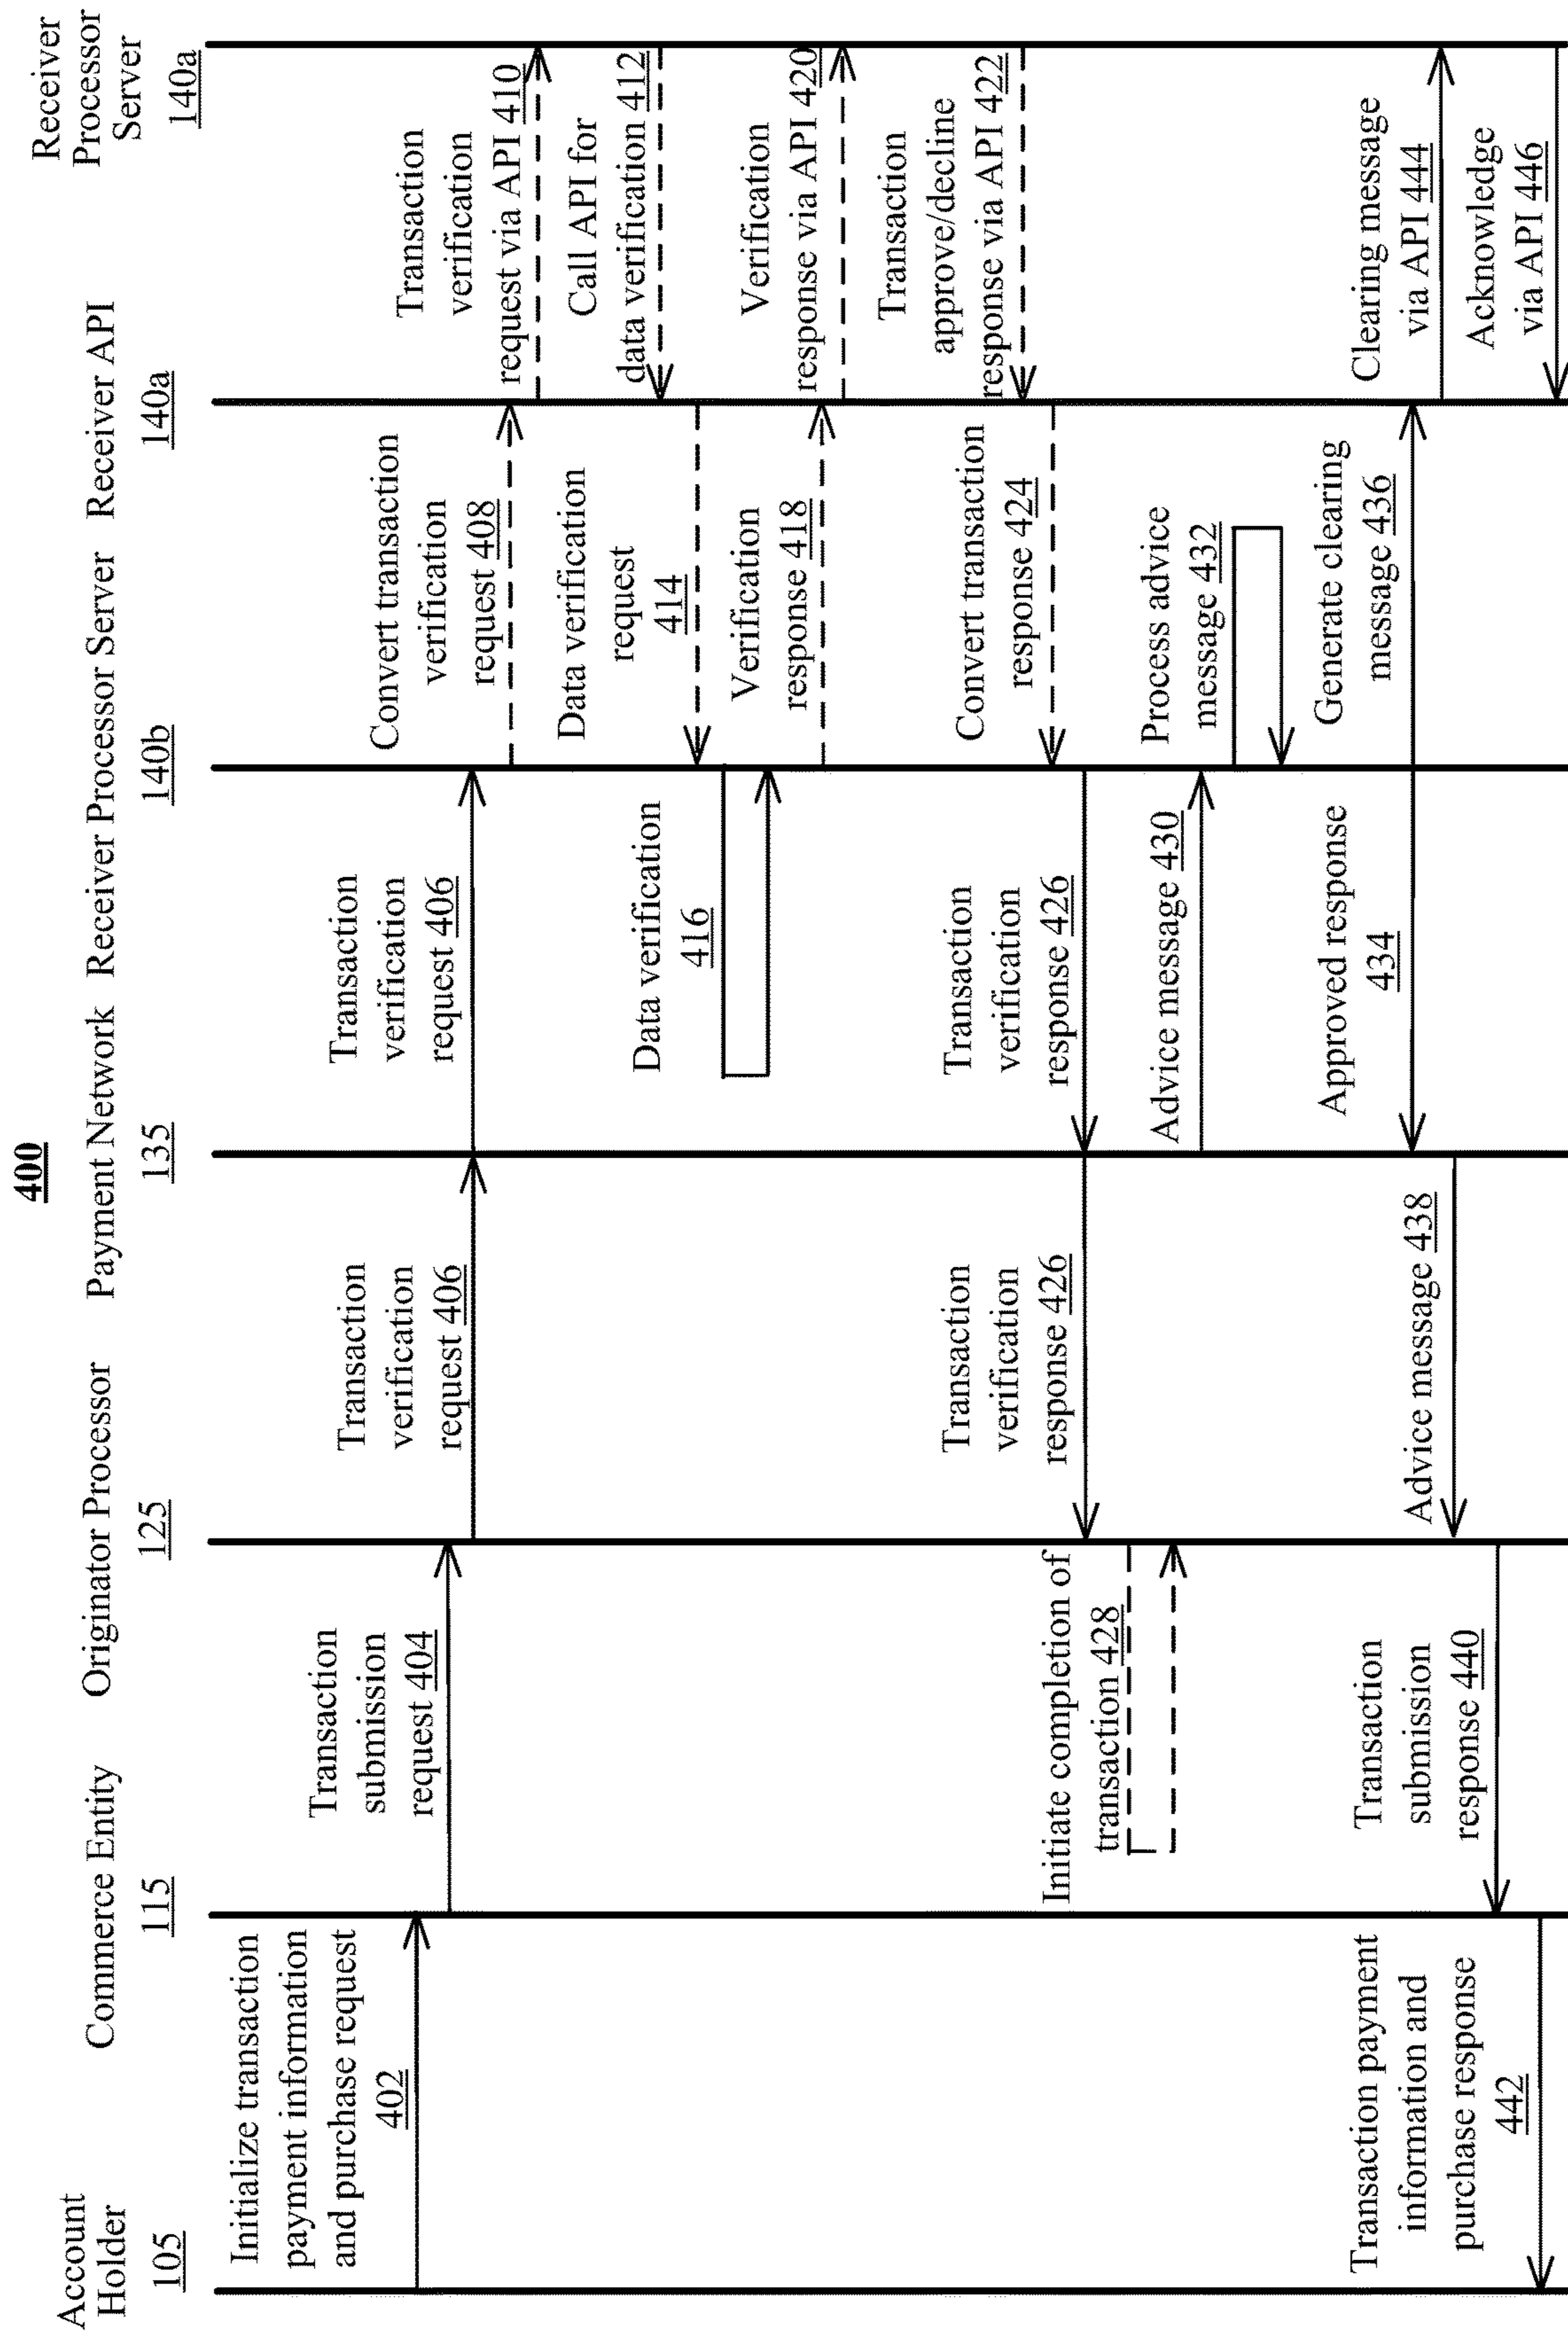 400
Account
Holder
105
Commerce Entity
115
Originator Processor
125
Payment Network
135
Receiver Processor Server
140b
Receiver API
140a
Receiver
Processor
Server
140a
Initialize transaction
payment information
and purchase request
402
Transaction
submission
request 404
Transaction
verification
request 406
Transaction
verification
request 406
Convert transaction
verification
request 408
Transaction
verification
request via API 410
Call API for
data verification 412
Data verification
request
414
Data verification
416
Verification
response 418
Verification
response via API 420
Transaction
approve/decline
response via API 422
Convert transaction
response 424
Transaction
verification
response 426
Transaction
verification
response 426
Initiate completion of
transaction 428
Advice message 430
Process advice
message 432
Approved response
434
Generate clearing
message 436
Advice message 438
Transaction
submission
response 440
Transaction payment
information and
purchase response
442
Clearing message
via API 444
Acknowledge
via API 446